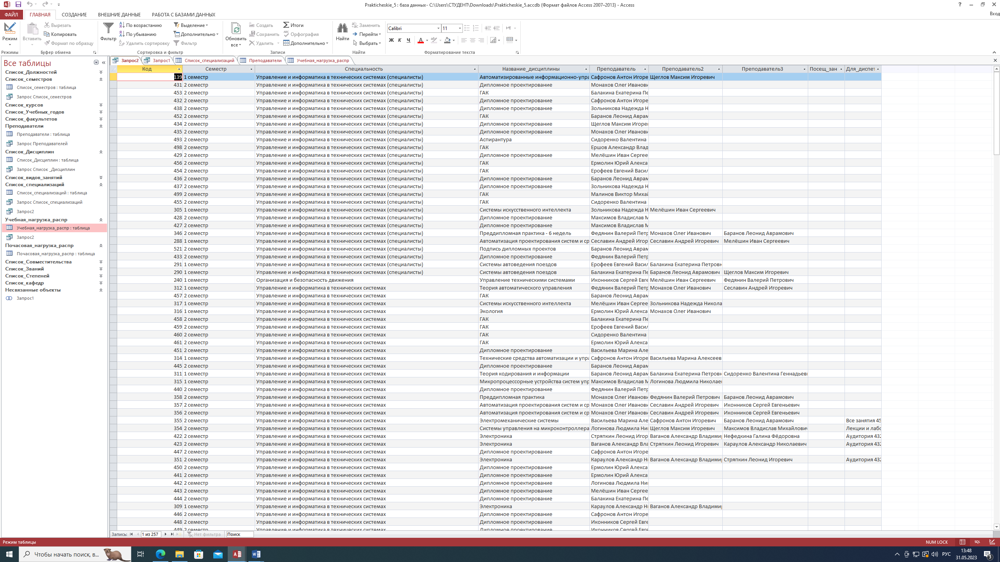 Prakticheskie_5 : база данных- C:\Users\СТУДЕНТ\Downloads\Prakticheskie_5.accdb (Формат файлов Access 2007–2013) - Access
ФАЙЛ ГЛАВНАЯ СОЗДАНИЕ ВНЕШНИЕ ДАННЫЕ РАБОТА С БАЗАМИ ДАННЫХ Вход
Режим
Режимы
Вставить
Вырезать
Копировать
Формат по образцу
Буфер обмена
Фильтр
По возрастанию
По убыванию
Удалить сортировку
Выделение
Дополнительно
Фильтр
Сортировка и фильтр
Обновить все
Создать
Сохранить
Удалить
Итоги
Орфография
Дополнительно
Записи
Найти
Заменить
Перейти
Выбрать
Найти
Calibri 11
Ж К Ч
Форматирование текста
Все таблицы
Список_Должностей
Список_семестров
Список_семестров : таблица
Запрос Список_семестров
Список_курсов
Список_Учебных_годов
Список_факультетов
Преподаватели
Преподаватели : таблица
Запрос Преподавателей
Список_Дисциплин
Список_Дисциплин : таблица
Запрос Список _Дисциплин
Список_видов_занятий
Список_специализаций
Список_специализаций : таблица
Запрос Список_специализаций
Запрос2
Учебная_нагрузка_распр
Учебная_нагрузка_распр : таблица
Запрос2
Почасовая_нагрузка_распр
Почасовая_нагрузка_распр : таблица
Список_Совместительства
Список_Званий
Список_Степеней
Список_кафедр
Несвязанные объекты
Запрос1
Запрос2 Запрос1 Список_специализаций Преподаватели Учебная_нагрузка_распр
Код Семестр Специальность Название_дисциплины Преподаватель Преподаватель2 Преподаватель3 Посещ_зан Для_диспет
139 1 семестр Управление и информатика в технических системах (специалисты) Автоматизированные информационно-упра Сафронов Антон Игоре Щеглов Максим Игоревич
431 2 семестр Управление и информатика в технических системах (специалисты) Дипломное проектирование Монахов Олег Иванови
453 2 семестр Управление и информатика в технических системах (специалисты) ГАК Балакина Екатерина Пе
432 2 семестр Управление и информатика в технических системах (специалисты) Дипломное проектирование Сафронов Антон Игоре
438 2 семестр Управление и информатика в технических системах (специалисты) Дипломное проектирование Зольникова Надежда Н
452 2 семестр Управление и информатика в технических системах (специалисты) ГАК Баранов Леонид Аврам
434 2 семестр Управление и информатика в технических системах (специалисты) Дипломное проектирование Щеглов Максим Игоре
435 2 семестр Управление и информатика в технических системах (специалисты) Дипломное проектирование Монахов Олег Иванови
493 2 семестр Управление и информатика в технических системах (специалисты) Аспирантура Сидоренко Валентина
498 2 семестр Управление и информатика в технических системах (специалисты) ГАК Ершов Александр Влад
429 2 семестр Управление и информатика в технических системах (специалисты) Дипломное проектирование Мелёшин Иван Сергее
456 2 семестр Управление и информатика в технических системах (специалисты) ГАК Ермолин Юрий Алекса
454 2 семестр Управление и информатика в технических системах (специалисты) ГАК Ерофеев Евгений Васил
436 2 семестр Управление и информатика в технических системах (специалисты) Дипломное проектирование Баранов Леонид Аврам
437 2 семестр Управление и информатика в технических системах (специалисты) Дипломное проектирование Зольникова Надежда Н
499 2 семестр Управление и информатика в технических системах (специалисты) ГАК Малинов Виктор Михай
455 2 семестр Управление и информатика в технических системах (специалисты) ГАК Сидоренко Валентина
305 1 семестр Управление и информатика в технических системах (специалисты) Системы искусственного интеллекта Зольникова Надежда Н Мелёшин Иван Сергеевич
428 2 семестр Управление и информатика в технических системах (специалисты) Дипломное проектирование Максимов Владислав М
427 2 семестр Управление и информатика в технических системах (специалисты) Дипломное проектирование Максимов Владислав М
346 2 семестр Управление и информатика в технических системах (специалисты) Преддипломная практика - 6 недель Федянин Валерий Петр Монахов Олег Иванович Баранов Леонид Аврамович
288 1 семестр Управление и информатика в технических системах (специалисты) Автоматизация проектирования систем и ср Сеславин Андрей Игор Сеславин Андрей Игоревич Мелёшин Иван Сергеевич
521 2 семестр Управление и информатика в технических системах (специалисты) Подпись дипломных проектов Баранов Леонид Аврам
433 2 семестр Управление и информатика в технических системах (специалисты) Дипломное проектирование Федянин Валерий Петр
291 1 семестр Управление и информатика в технических системах (специалисты) Системы автоведения поездов Ерофеев Евгений Васил Балакина Екатерина Петровн
290 1 семестр Управление и информатика в технических системах (специалисты) Системы автоведения поездов Балакина Екатерина Пе Баранов Леонид Аврамович Щеглов Максим Игоревич
240 1 семестр Организация и безопасность движения Управление техническими системами Иконников Сергей Евге Мелёшин Иван Сергеевич Федянин Валерий Петрович
312 1 семестр Управление и информатика в технических системах Теория автоматического управления Федянин Валерий Петр Монахов Олег Иванович Сеславин Андрей Игоревич
457 2 семестр Управление и информатика в технических системах ГАК Баранов Леонид Аврам
317 1 семестр Управление и информатика в технических системах Системы искусственного интеллекта Мелёшин Иван Сергее Зольникова Надежда Никола
316 1 семестр Управление и информатика в технических системах Экология Ермолин Юрий Алекса Монахов Олег Иванович
458 2 семестр Управление и информатика в технических системах ГАК Балакина Екатерина Пе
459 2 семестр Управление и информатика в технических системах ГАК Ерофеев Евгений Васил
460 2 семестр Управление и информатика в технических системах ГАК Сидоренко Валентина
461 2 семестр Управление и информатика в технических системах ГАК Ермолин Юрий Алекса
451 2 семестр Управление и информатика в технических системах Дипломное проектирование Васильева Марина Але
314 1 семестр Управление и информатика в технических системах Технические средства автоматизации и упра Сафронов Антон Игоре Васильева Марина Алексеев
445 2 семестр Управление и информатика в технических системах Дипломное проектирование Баранов Леонид Аврам
311 1 семестр Управление и информатика в технических системах Теория кодирования и информации Баранов Леонид Аврам Балакина Екатерина Петровн Сидоренко Валентина Геннадьев
315 1 семестр Управление и информатика в технических системах Микропроцессорные устройства систем упр Максимов Владислав М Логинова Людмила Николае
440 2 семестр Управление и информатика в технических системах Дипломное проектирование Федянин Валерий Петр
358 2 семестр Управление и информатика в технических системах Преддипломная практика Монахов Олег Иванови Федянин Валерий Петрович Баранов Леонид Аврамович
357 2 семестр Управление и информатика в технических системах Автоматизация проектирования систем и ср Монахов Олег Иванови Сеславин Андрей Игоревич Иконников Сергей Евгеньевич
356 2 семестр Управление и информатика в технических системах Автоматизация проектирования систем и ср Монахов Олег Иванови Сеславин Андрей Игоревич Иконников Сергей Евгеньевич
355 2 семестр Управление и информатика в технических системах Электромеханические системы Васильева Марина Але Сафронов Антон Игоревич Баранов Леонид Аврамович Все занятия 45
354 2 семестр Управление и информатика в технических системах Системы управления на микроконтроллера Логинова Людмила Ни Щеглов Максим Игоревич Максимов Владислав Михайлович Лекции и лабо
422 2 семестр Управление и информатика в технических системах Электроника Стряпкин Леонид Игор Ваганов Александр Владими Нефедкина Галина Фёдоровна Аудитория 432
423 2 семестр Управление и информатика в технических системах Электроника Ваганов Александр Вла Стряпкин Леонид Игоревич Караулов Александр Николаевич Аудитория 432
447 2 семестр Управление и информатика в технических системах Дипломное проектирование Сафронов Антон Игоре
351 2 семестр Управление и информатика в технических системах Электроника Караулов Александр Н Ваганов Александр Владими Стряпкин Леонид Игоревич Аудитория 432
450 2 семестр Управление и информатика в технических системах Дипломное проектирование Ермолин Юрий Алекса
441 2 семестр Управление и информатика в технических системах Дипломное проектирование Ермолин Юрий Алекса
442 2 семестр Управление и информатика в технических системах Дипломное проектирование Логинова Людмила Ни
443 2 семестр Управление и информатика в технических системах Дипломное проектирование Мелёшин Иван Сергее
444 2 семестр Управление и информатика в технических системах Дипломное проектирование Балакина Екатерина Пе
309 1 семестр Управление и информатика в технических системах Электроника Караулов Александр Н Ваганов Александр Владими
446 2 семестр Управление и информатика в технических системах Дипломное проектирование Сафронов Антон Игоре
448 2 семестр Управление и информатика в технических системах Дипломное проектирование Иконников Сергей Евге
449 2 семестр Управление и информатика в технических системах Дипломное проектирование Иконников Сергей Евге
Запись: 1 из 257 Нет фильтра Поиск
Режим таблицы NUM LOCK SQL
Чтобы начать поиск, в... РУС 13:48
31.05.2023 3